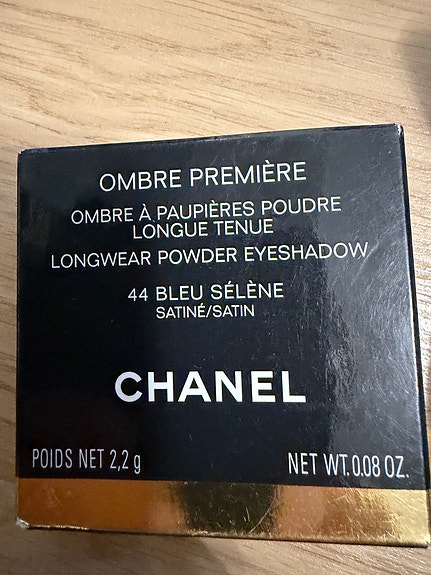 OMBRE PREMIÈRE
OMBRE À PAUPIÈRES POUDRE
LONGUE TENUE
LONGWEAR POWDER EYESHADOW
44 BLEU SÉLÈNE
SATINÉ/SATIN
CHANEL
POIDS NET 2,2 g NET WT. 0.08 OZ.